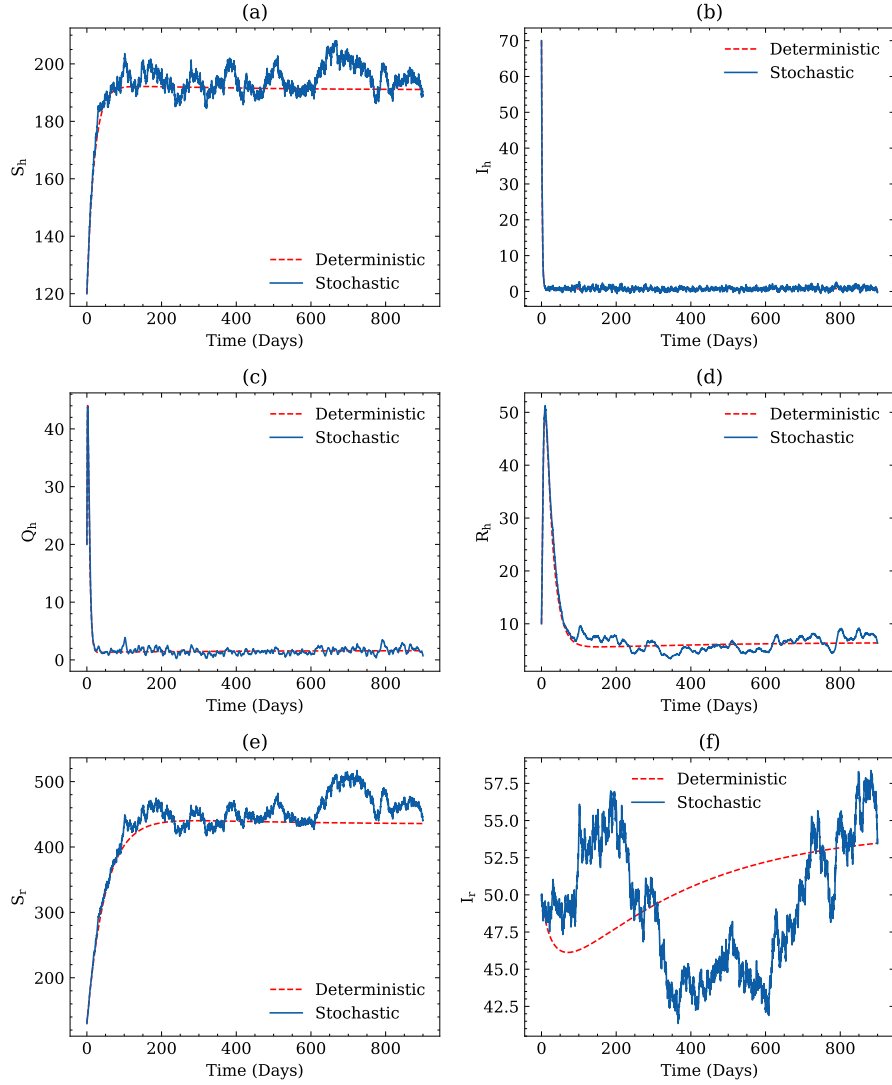 (a)
200
180
160
140
120
S_h
0
200
400
600
800
Time (Days)
Deterministic
Stochastic
(b)
70
60
50
40
30
20
10
0
I_h
0
200
400
600
800
Time (Days)
Deterministic
Stochastic
(c)
40
30
20
10
0
Q_h
0
200
400
600
800
Time (Days)
Deterministic
Stochastic
(d)
50
40
30
20
10
R_h
0
200
400
600
800
Time (Days)
Deterministic
Stochastic
(e)
500
400
300
200
S_r
0
200
400
600
800
Time (Days)
Deterministic
Stochastic
(f)
57.5
55.0
52.5
50.0
47.5
45.0
42.5
I_r
0
200
400
600
800
Time (Days)
Deterministic
Stochastic